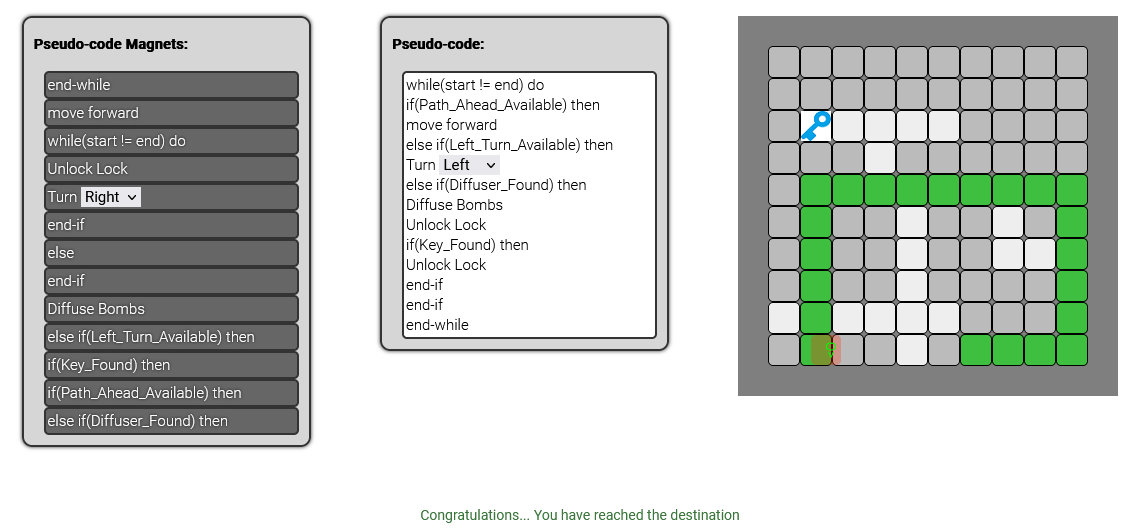 Pseudo-code Magnets:
end-while
move forward
while(start != end) do
Unlock Lock
Turn Right
end-if
else
end-if
Diffuse Bombs
else if(Left_Turn_Available) then
if(Key_Found) then
if(Path_Ahead_Available) then
else if(Diffuser_Found) then
Pseudo-code:
while(start != end) do
if(Path_Ahead_Available) then
move forward
else if(Left_Turn_Available) then
Turn Left
else if(Diffuser_Found) then
Diffuse Bombs
Unlock Lock
if(Key_Found) then
Unlock Lock
end-if
end-if
end-while
Congratulations... You have reached the destination